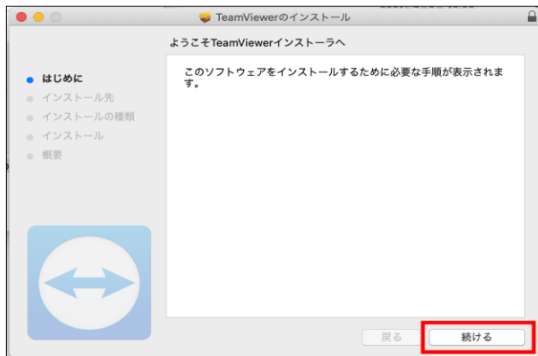 TeamViewerのインストール
ようこそTeamViewerインストーラへ
はじめに
インストール先
インストールの種類
インストール
概要
このソフトウェアをインストールするために必要な手順が表示されま
す。
戻る
続ける